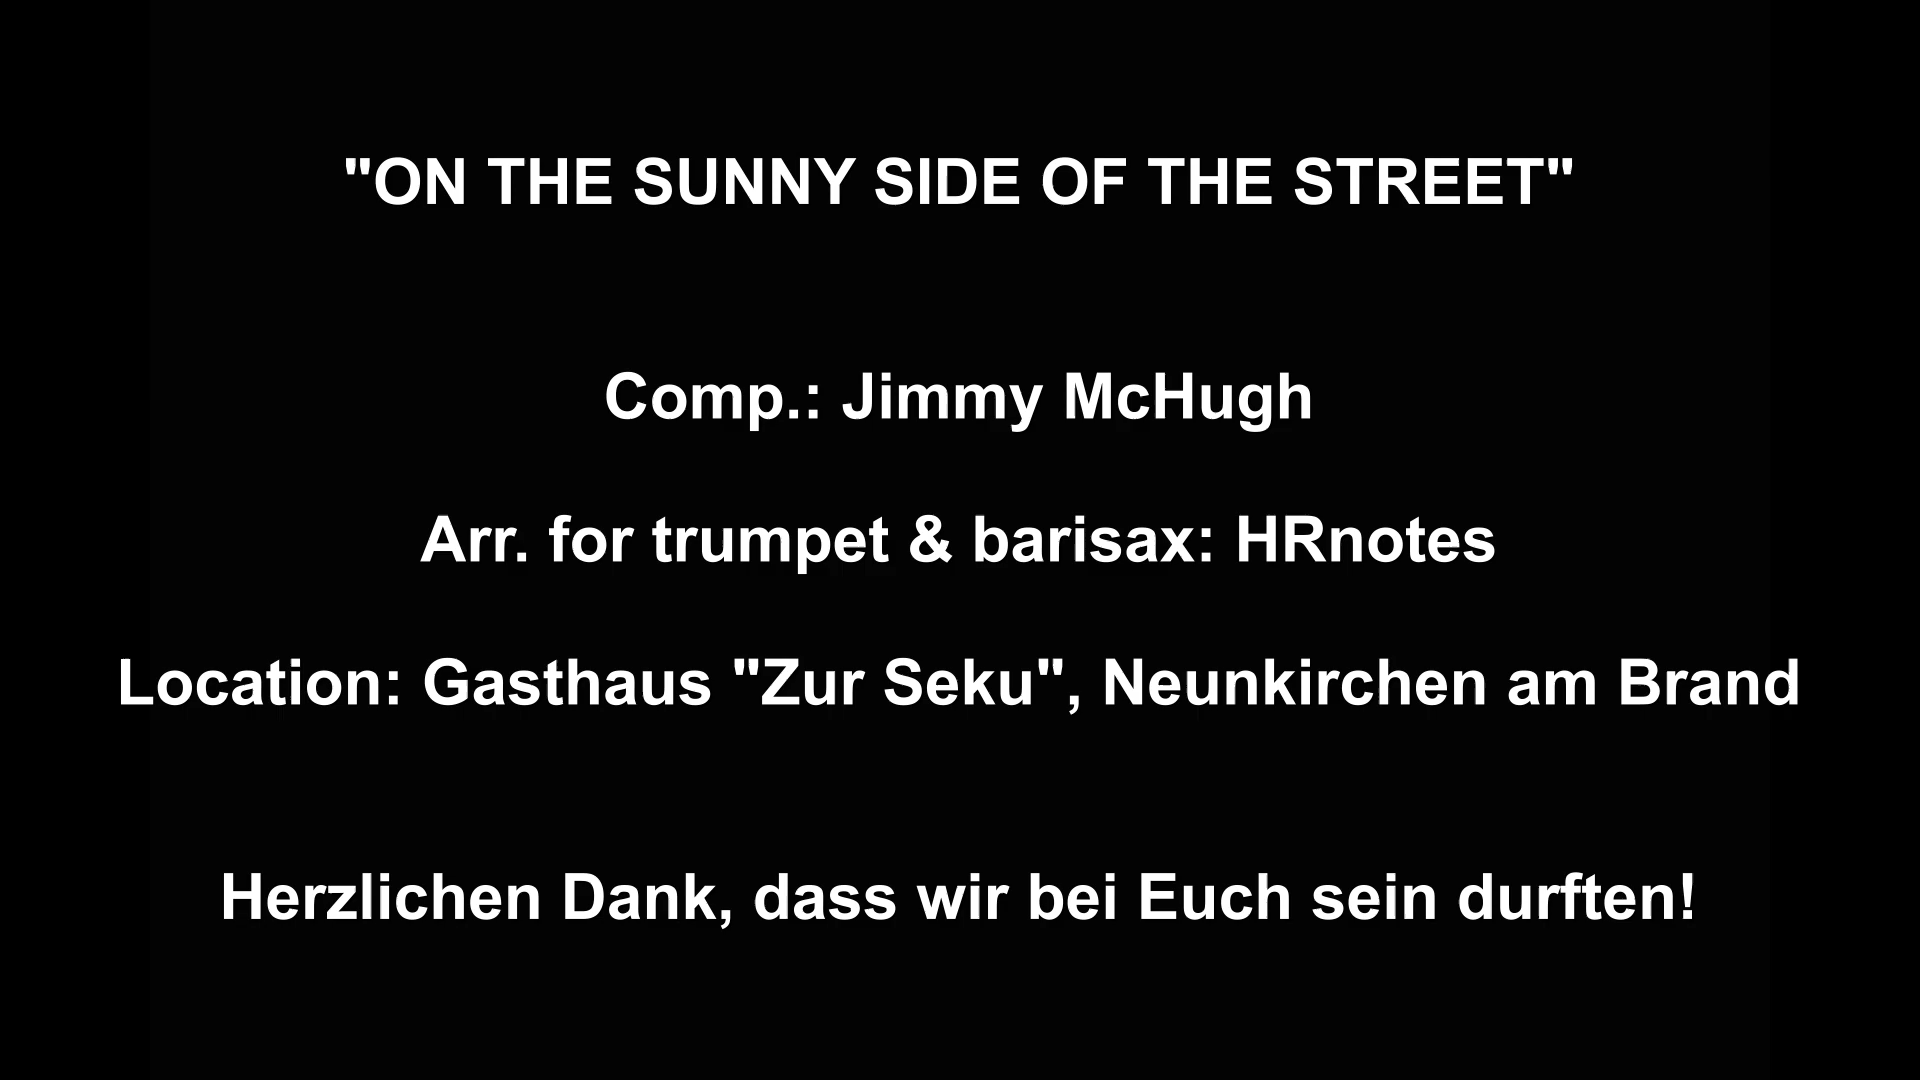 "ON THE SUNNY SIDE OF THE STREET"
Comp.: Jimmy McHugh
Arr. for trumpet & barisax: HRnotes
Location: Gasthaus "Zur Seku", Neunkirchen am Brand
Herzlichen Dank, dass wir bei Euch sein durften!